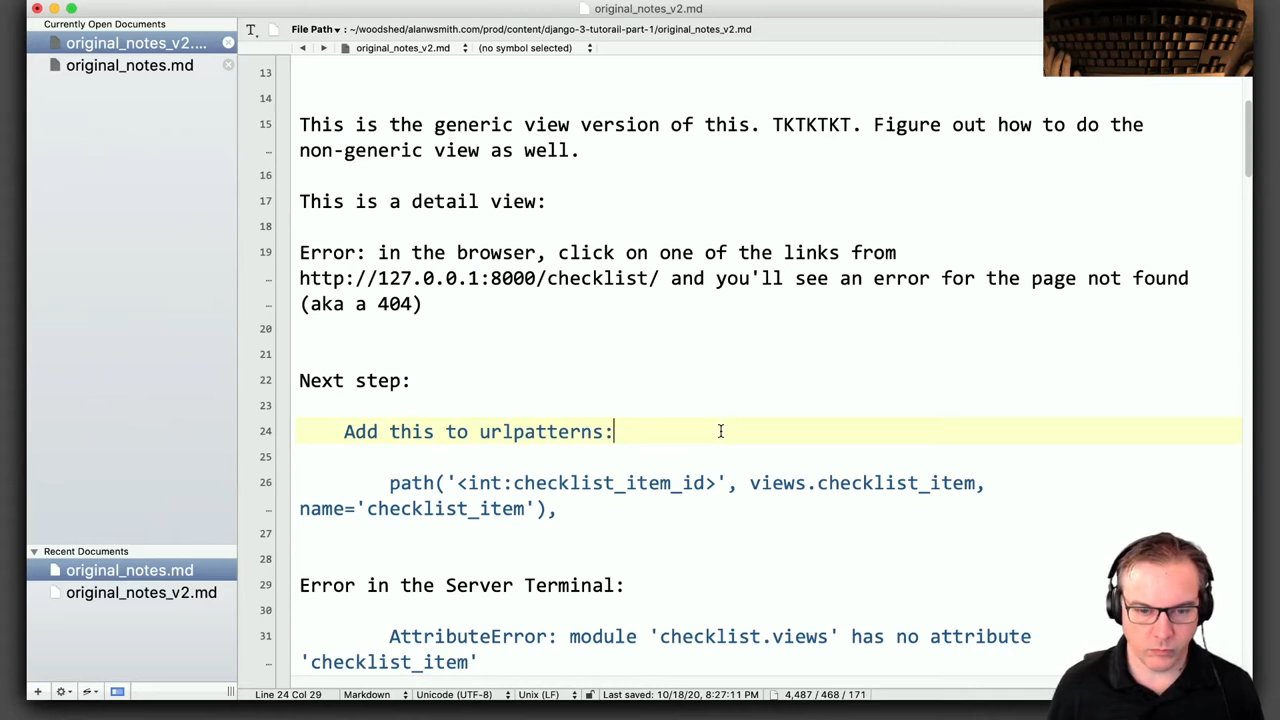 original_notes_v2.md
Currently Open Documents
original_notes_v2....
original_notes.md
File Path ▾ : ~/woodshed/alanwsmith.com/prod/content/django-3-tutorail-part-1/original_notes_v2.md
original_notes_v2.md (no symbol selected)
13
14
15 This is the generic view version of this. TKTKTKT. Figure out how to do the
non-generic view as well.
16
17 This is a detail view:
18
19 Error: in the browser, click on one of the links from
http://127.0.0.1:8000/checklist/ and you'll see an error for the page not found
(aka a 404)
20
21
22 Next step:
23
24 Add this to urlpatterns:
25
26 path('<int:checklist_item_id>', views.checklist_item,
name='checklist_item'),
27
28
29 Error in the Server Terminal:
30
31 AttributeError: module 'checklist.views' has no attribute
'checklist_item'
Recent Documents
original_notes.md
original_notes_v2.md
Line 24 Col 29 Markdown Unicode (UTF-8) Unix (LF) Last saved: 10/18/20, 8:27:11 PM 4,487 / 468 / 171